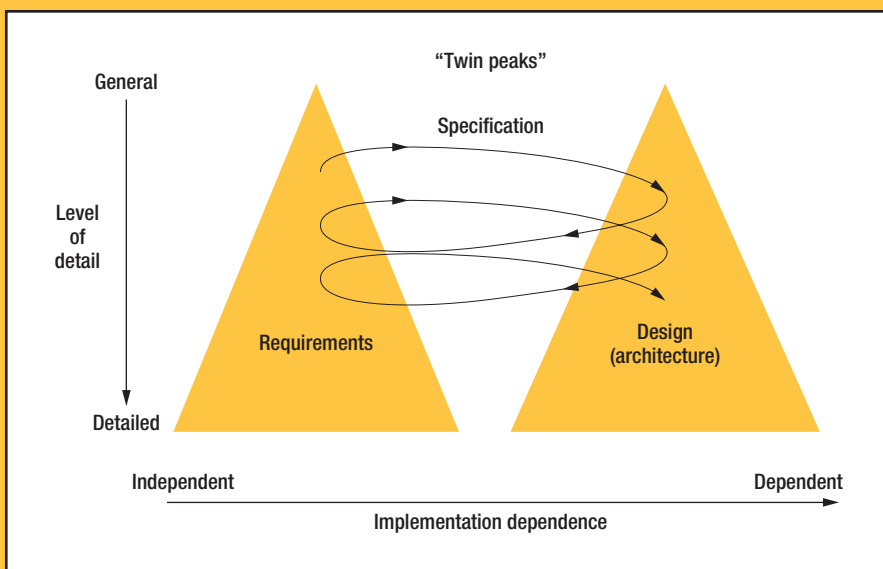 “Twin peaks”
General
Specification
Level
of
detail
Requirements
Design
(architecture)
Detailed
Independent
Dependent
Implementation dependence